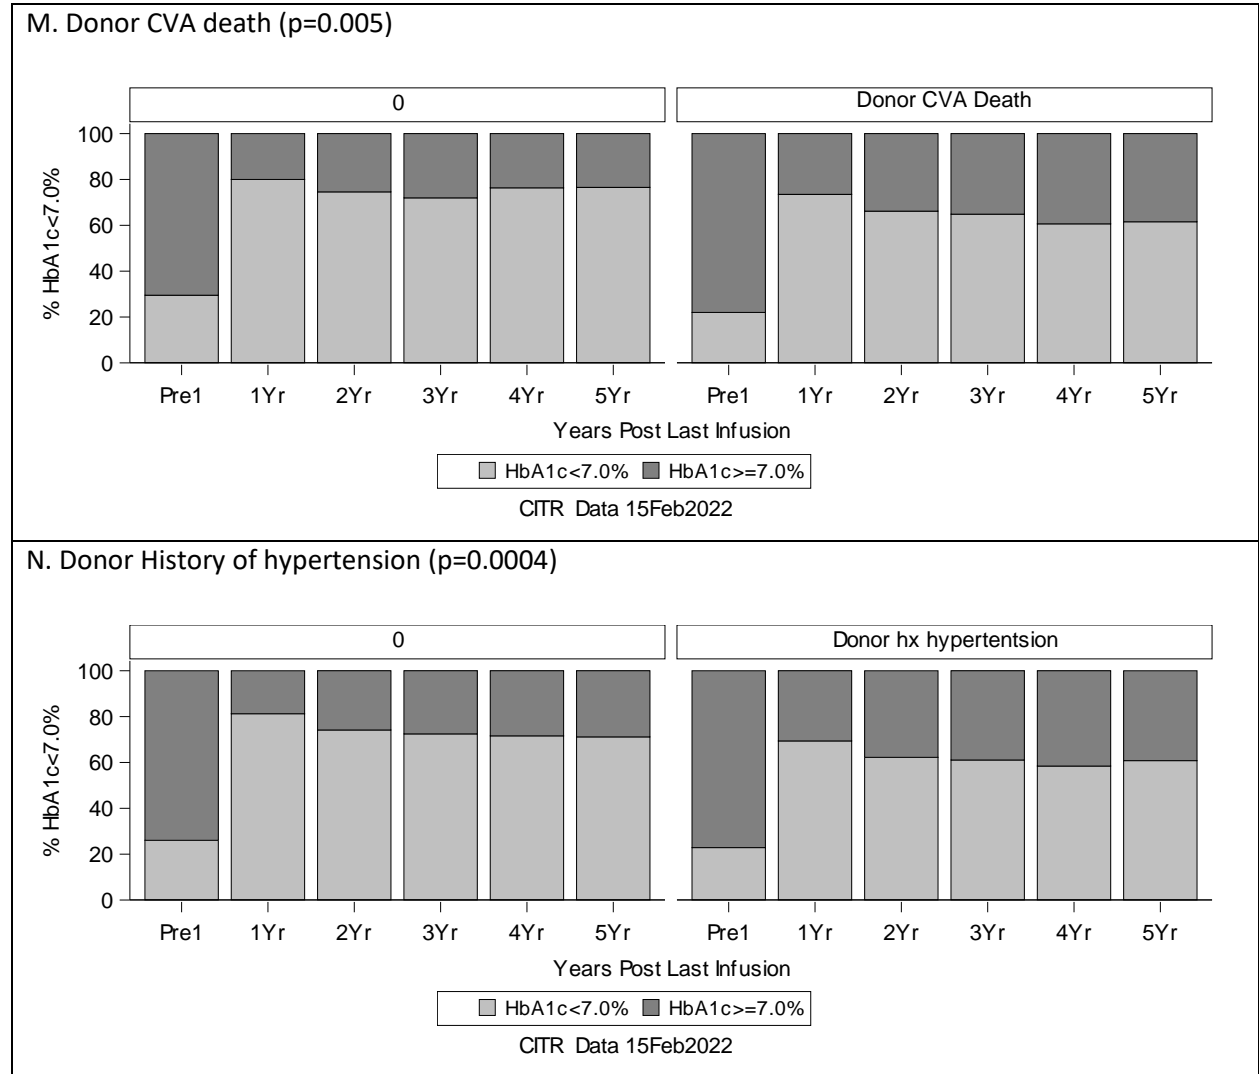 M. Donor CVA death (p=0.005)
0
Donor CVA Death
% HbA1c<7.0%
100
80
60
40
20
0
Pre1 1Yr 2Yr 3Yr 4Yr 5Yr Pre1 1Yr 2Yr 3Yr 4Yr 5Yr
Years Post Last Infusion
HbA1c<7.0% HbA1c>=7.0%
CITR Data 15Feb2022
N. Donor History of hypertension (p=0.0004)
0
Donor hx hypertentsion
% HbA1c<7.0%
100
80
60
40
20
0
Pre1 1Yr 2Yr 3Yr 4Yr 5Yr Pre1 1Yr 2Yr 3Yr 4Yr 5Yr
Years Post Last Infusion
HbA1c<7.0% HbA1c>=7.0%
CITR Data 15Feb2022